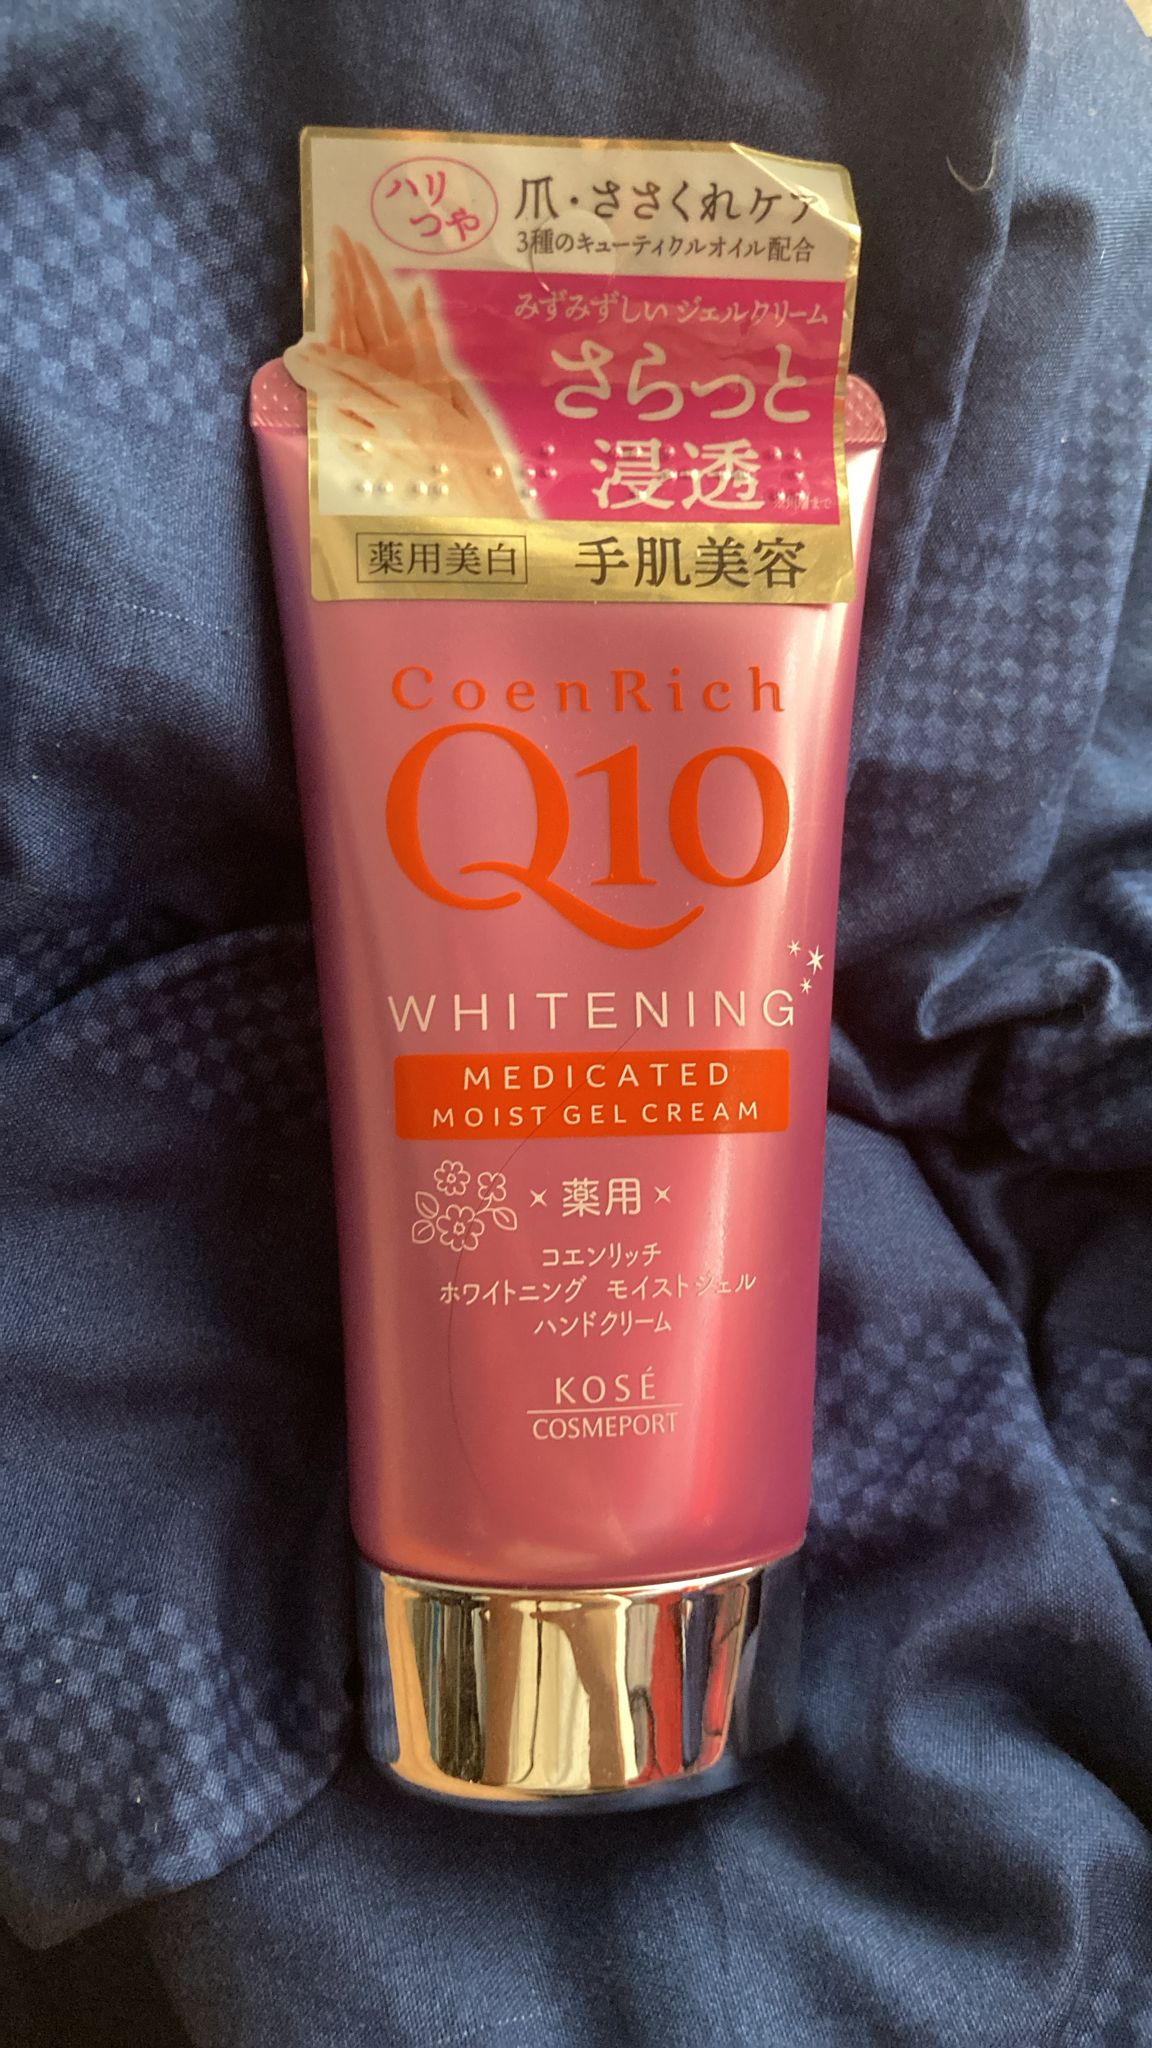 ハリ
つや
爪・ささくれケア
3種のキューティクルオイル配合
みずみずしい ジェルクリーム
さらっと
浸透
薬用美白
手肌美容
CoenRich
Q10
WHITENING
MEDICATED
MOIST GEL CREAM
薬用
コエンリッチ
ホワイトニング モイストジェル
ハンドクリーム
KOSÉ
COSMEPORT